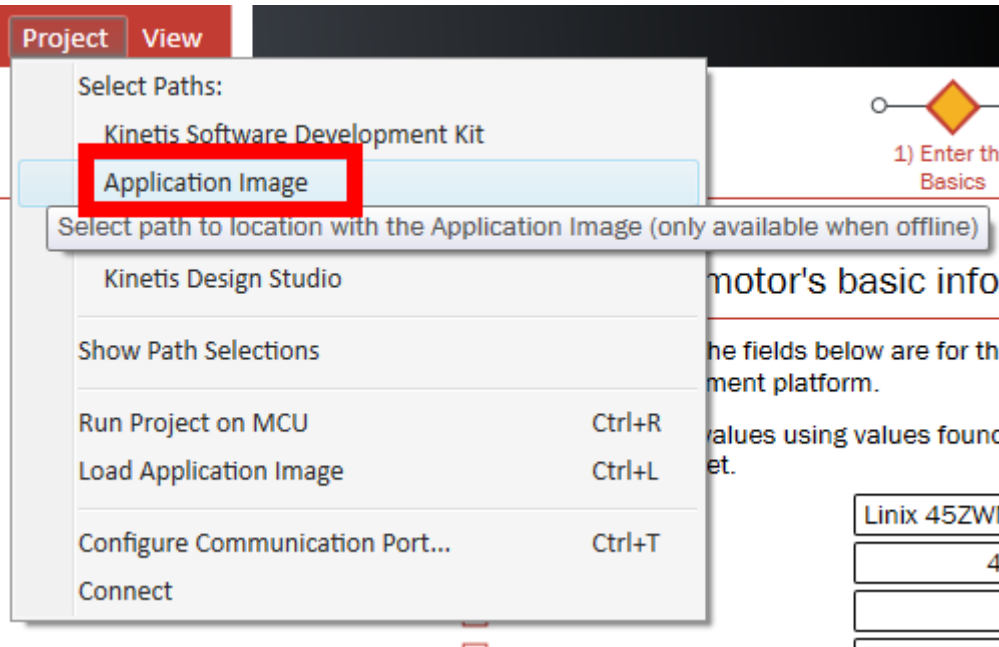 Project View
Select Paths:
Kinetis Software Development Kit
Application Image
Select path to location with the Application Image (only available when offline)
Kinetis Design Studio
Show Path Selections
Run Project on MCU Ctrl+R
Load Application Image Ctrl+L
Configure Communication Port... Ctrl+T
Connect
1) Enter th
Basics
motor's basic info
he fields below are for th
ment platform.
values using values found
et.
Linix 45ZW
4